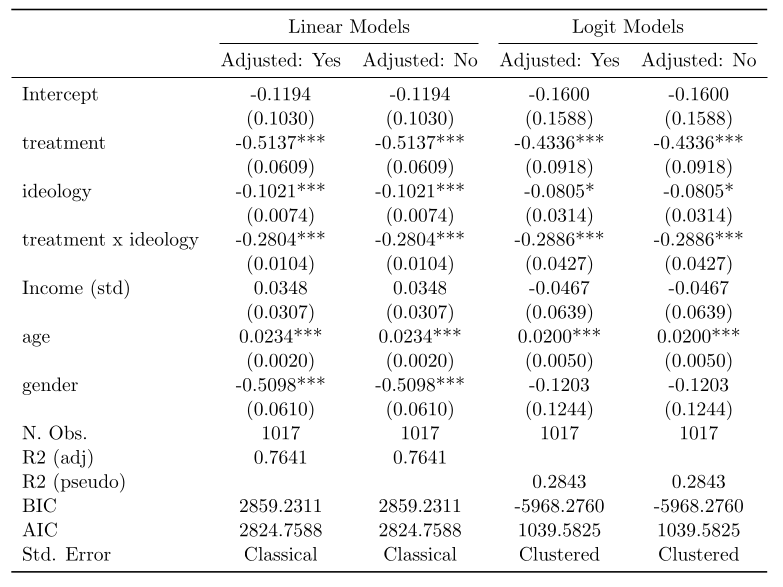 Linear Models Logit Models
Adjusted: Yes Adjusted: No Adjusted: Yes Adjusted: No
Intercept -0.1194 -0.1194 -0.1600 -0.1600
(0.1030) (0.1030) (0.1588) (0.1588)
treatment -0.5137*** -0.5137*** -0.4336*** -0.4336***
(0.0609) (0.0609) (0.0918) (0.0918)
ideology -0.1021*** -0.1021*** -0.0805* -0.0805*
(0.0074) (0.0074) (0.0314) (0.0314)
treatment x ideology -0.2804*** -0.2804*** -0.2886*** -0.2886***
(0.0104) (0.0104) (0.0427) (0.0427)
Income (std) 0.0348 0.0348 -0.0467 -0.0467
(0.0307) (0.0307) (0.0639) (0.0639)
age 0.0234*** 0.0234*** 0.0200*** 0.0200***
(0.0020) (0.0020) (0.0050) (0.0050)
gender -0.5098*** -0.5098*** -0.1203 -0.1203
(0.0610) (0.0610) (0.1244) (0.1244)
N. Obs. 1017 1017 1017 1017
R2 (adj) 0.7641 0.7641
R2 (pseudo) 0.2843 0.2843
BIC 2859.2311 2859.2311 -5968.2760 -5968.2760
AIC 2824.7588 2824.7588 1039.5825 1039.5825
Std. Error Classical Classical Clustered Clustered